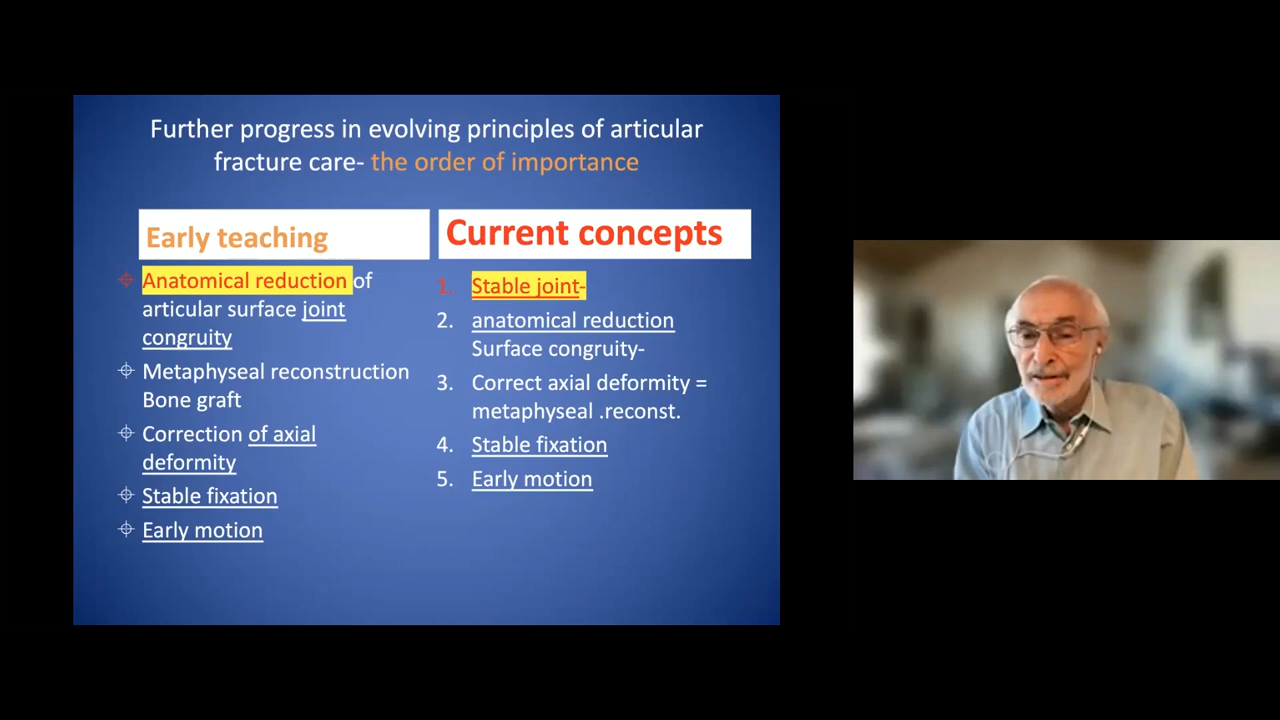 Further progress in evolving principles of articular
fracture care- the order of importance
Early teaching
Anatomical reduction of
articular surface joint
congruity
Metaphyseal reconstruction
Bone graft
Correction of axial
deformity
Stable fixation
Early motion
Current concepts
1. Stable joint-
2. anatomical reduction
Surface congruity-
3. Correct axial deformity =
metaphyseal .reconst.
4. Stable fixation
5. Early motion